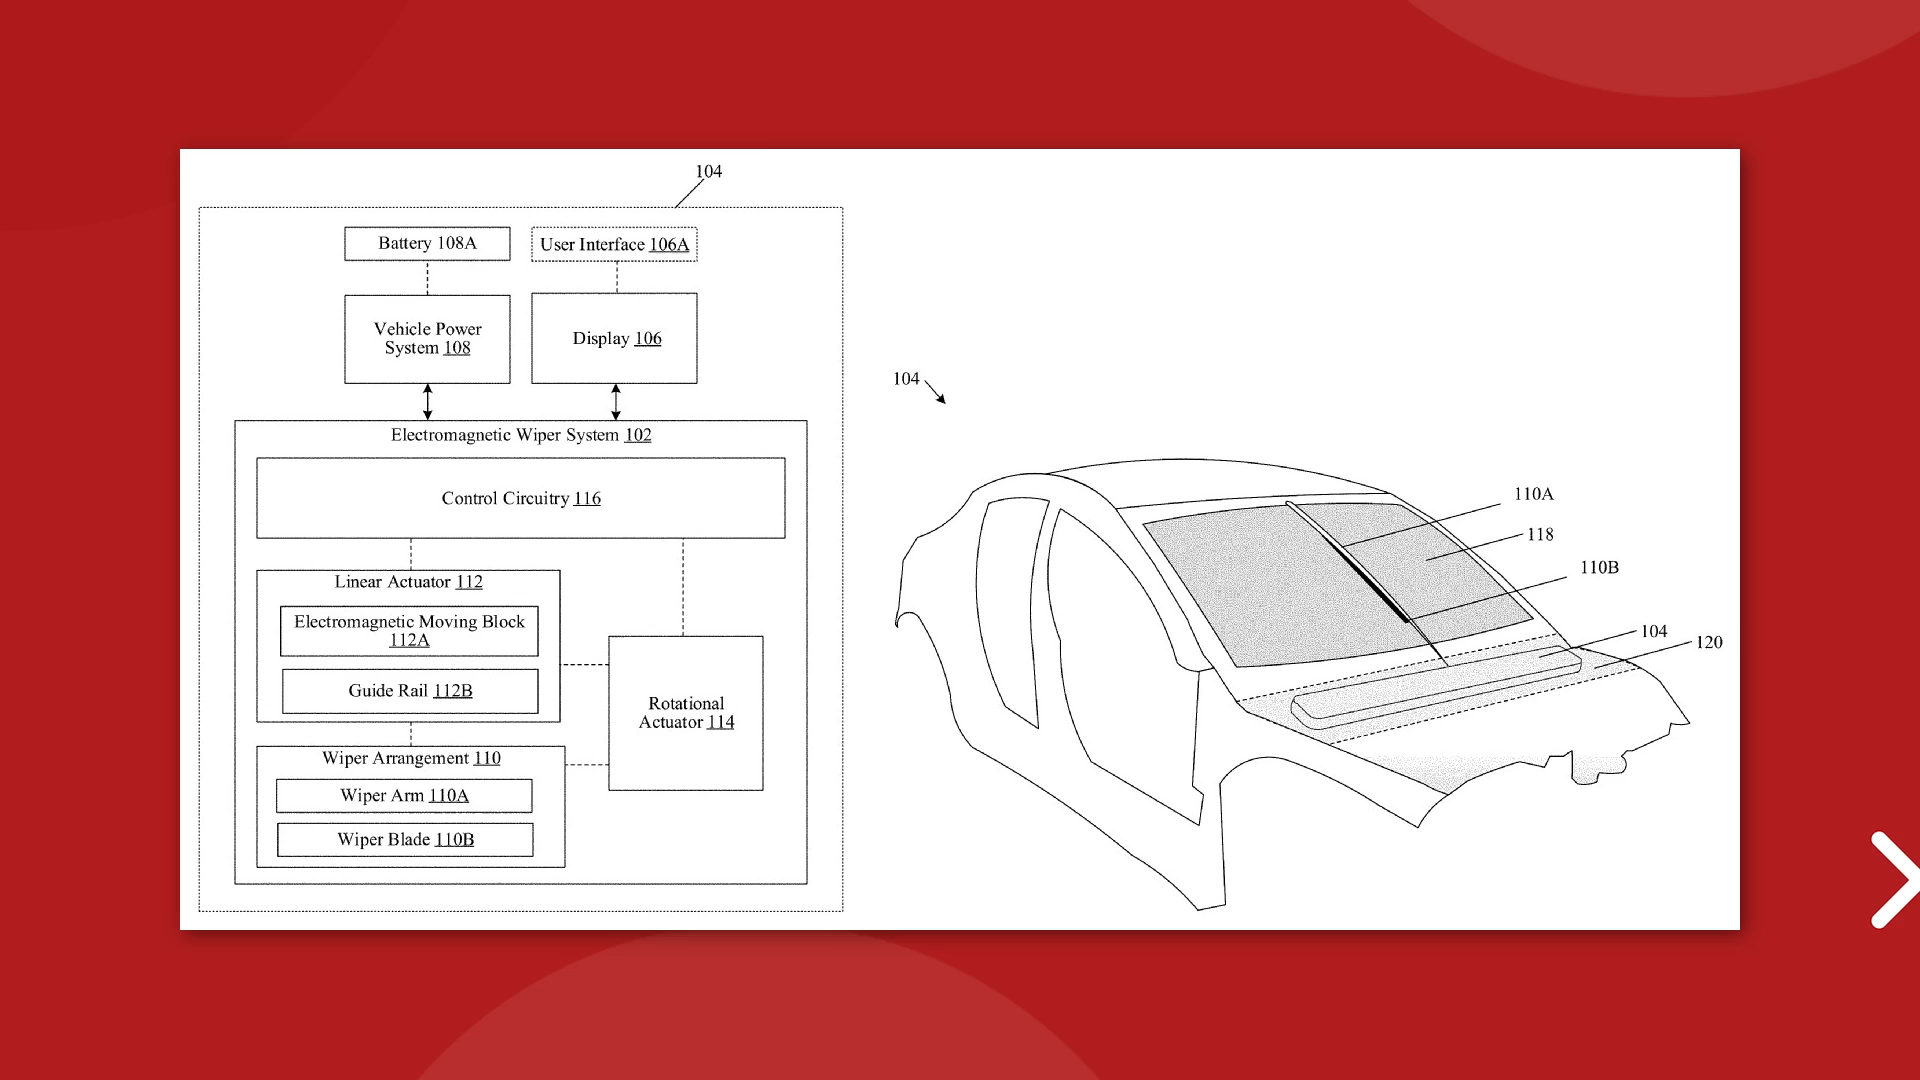 104
Battery 108A
User Interface 106A
Vehicle Power
System 108
Display 106
Electromagnetic Wiper System 102
Control Circuitry 116
Linear Actuator 112
Electromagnetic Moving Block
112A
Guide Rail 112B
Rotational
Actuator 114
Wiper Arrangement 110
Wiper Arm 110A
Wiper Blade 110B
104
110A
118
110B
104
120